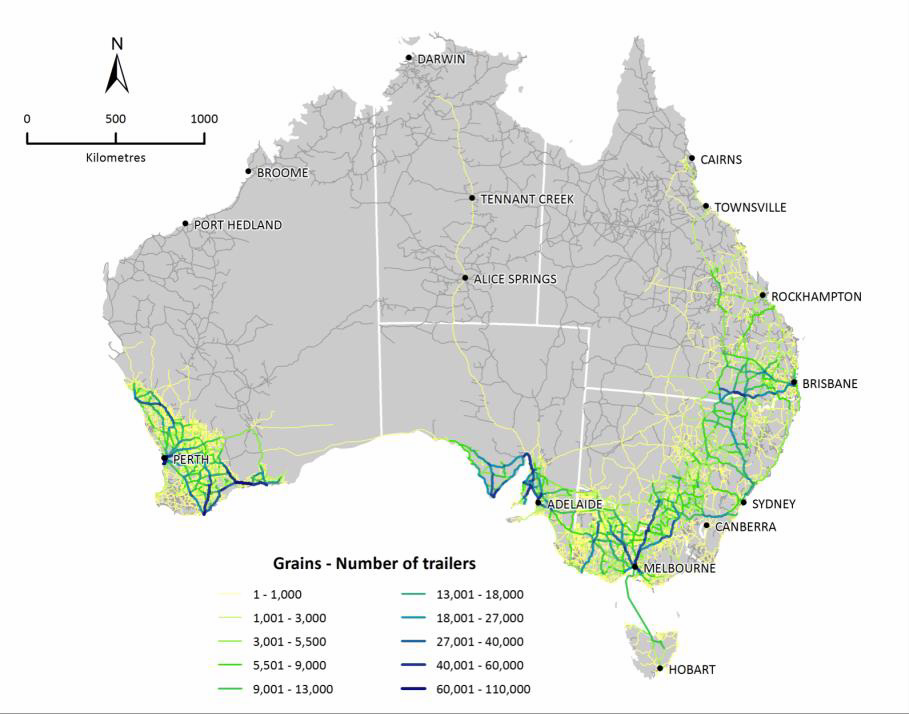 N
DARWIN
0 500 1000
Kilometres
CAIRNS
BROOME
TENNANT CREEK
TOWNSVILLE
PORT HEDLAND
ALICE SPRINGS
ROCKHAMPTON
BRISBANE
PERTH
ADELAIDE
SYDNEY
CANBERRA
MELBOURNE
Grains - Number of trailers
1 - 1,000
1,001 - 3,000
3,001 - 5,500
5,501 - 9,000
9,001 - 13,000
13,001 - 18,000
18,001 - 27,000
27,001 - 40,000
40,001 - 60,000
60,001 - 110,000
HOBART